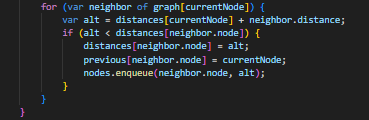 for (var neighbor of graph[currentNode]) {
var alt = distances[currentNode] + neighbor.distance;
if (alt < distances[neighbor.node]) {
distances[neighbor.node] = alt;
previous[neighbor.node] = currentNode;
nodes.enqueue(neighbor.node, alt);
}
}
}